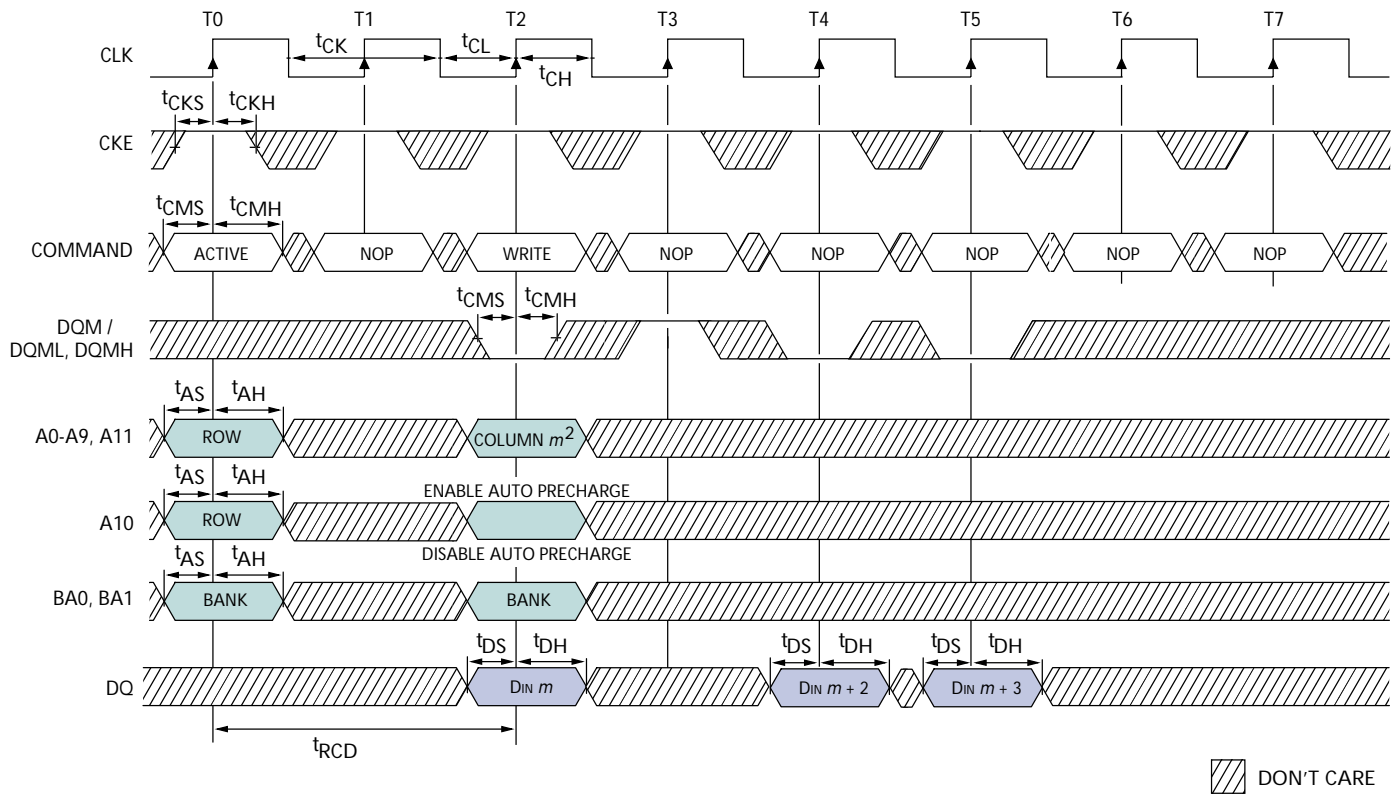 T0 T1 T2 T3 T4 T5 T6 T7
CLK tCK tCL
tCH
tCKS tCKH
CKE
tCMS tCMH
COMMAND ACTIVE NOP WRITE NOP NOP NOP NOP NOP
tCMS tCMH
DQM /
DQML, DQMH
tAS tAH
A0-A9, A11 ROW COLUMN m2
tAS tAH ENABLE AUTO PRECHARGE
A10 ROW
DISABLE AUTO PRECHARGE
tAS tAH
BA0, BA1 BANK BANK
tDS tDH tDS tDH tDS tDH
DQ DIN m DIN m + 2 DIN m + 3
tRCD
DON'T CARE